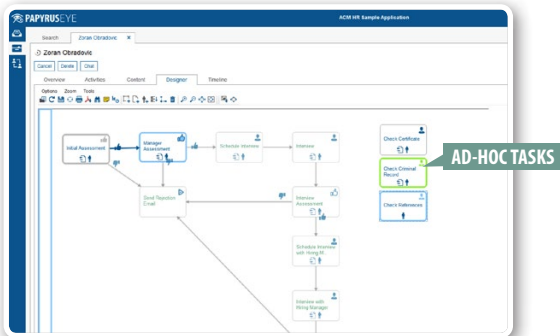 PAPYRUSEYE
ACM HR Sample Application
Search
Zoran Obradovic ×
Zoran Obradovic
Cancel
Delete
Chat
Overview
Activities
Content
Designer
Timeline
Options Zoom Tools
Initial Assessment
Manager
Assessment
Schedule Interview
Interview
Check Certificate
Check Criminal
Record
AD-HOC TASKS
Send Rejection
Email
Interview
Assessment
Check References
Schedule Interview
with Hiring M...
Interview with
Hiring Manager